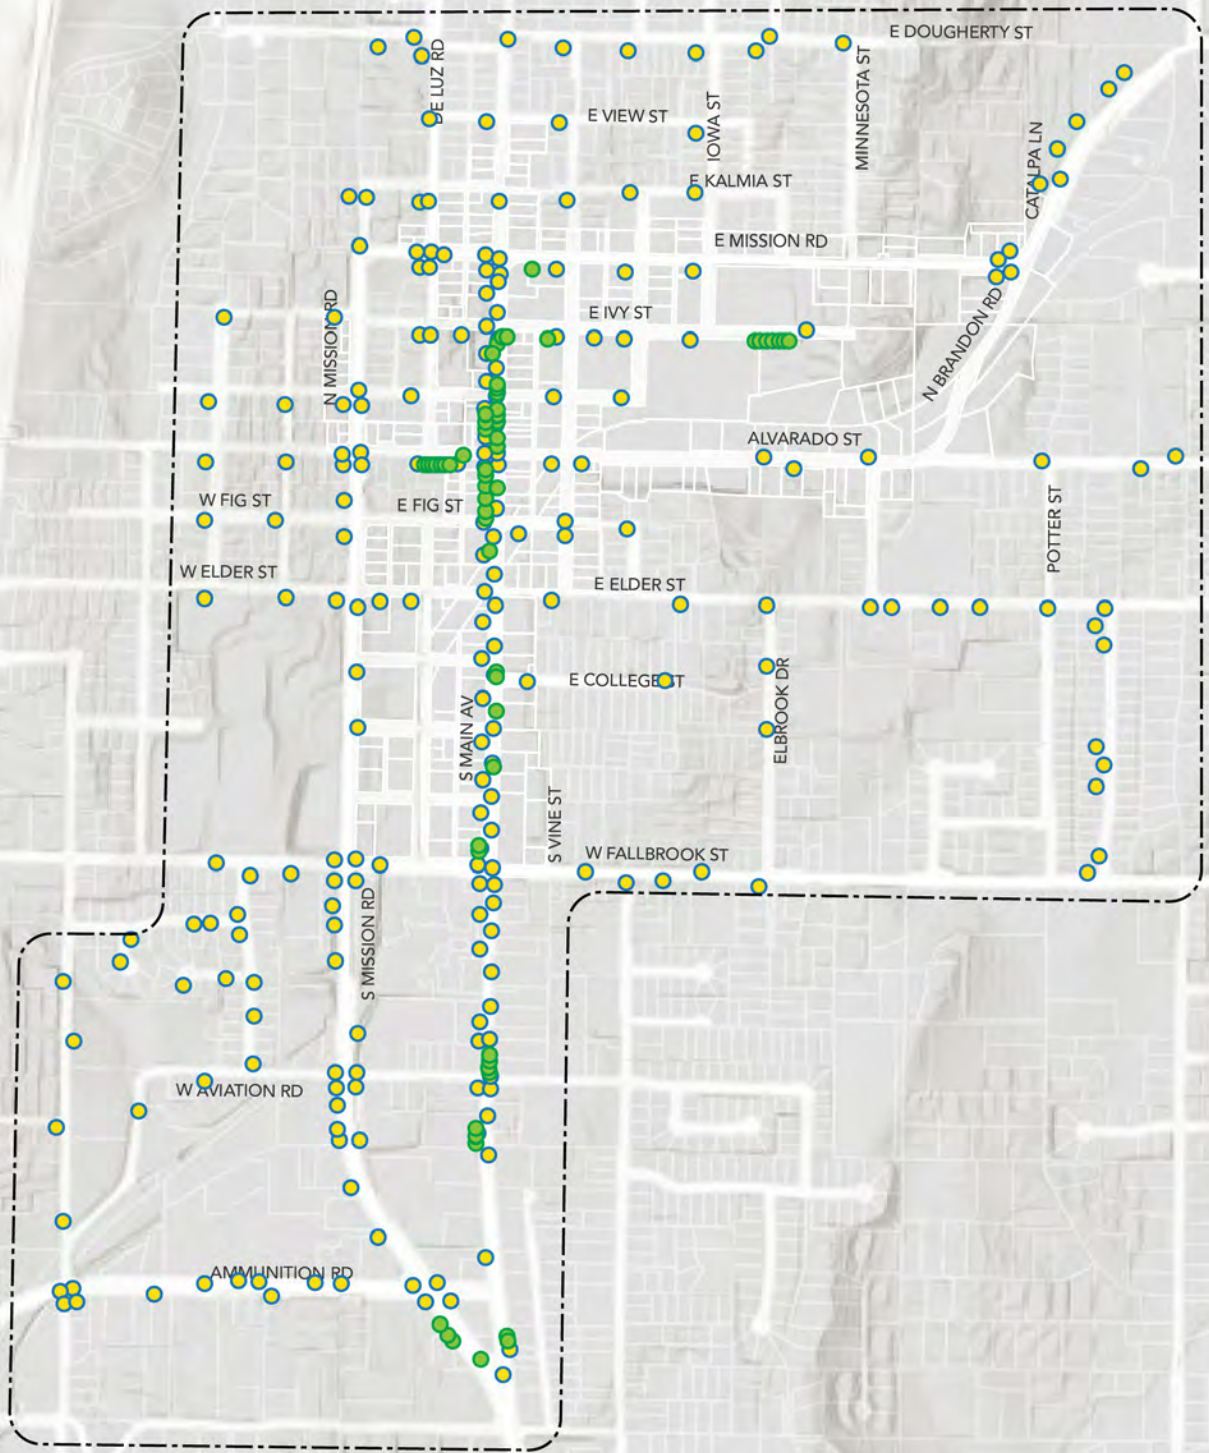 E DOUGHERTY ST
DE LUZ RD
MINNESOTA ST
E VIEW ST
IOWA ST
CATALPA LN
E KALMIA ST
E MISSION RD
N MISSION RD
E IVY ST
N BRANDON RD
ALVARADO ST
W FIG ST
E FIG ST
POTTER ST
W ELDER ST
E ELDER ST
E COLLEGE ST
ELBROOK DR
S MAIN AV
S VINE ST
W FALLBROOK ST
S MISSION RD
W AVIATION RD
AMMUNITION RD